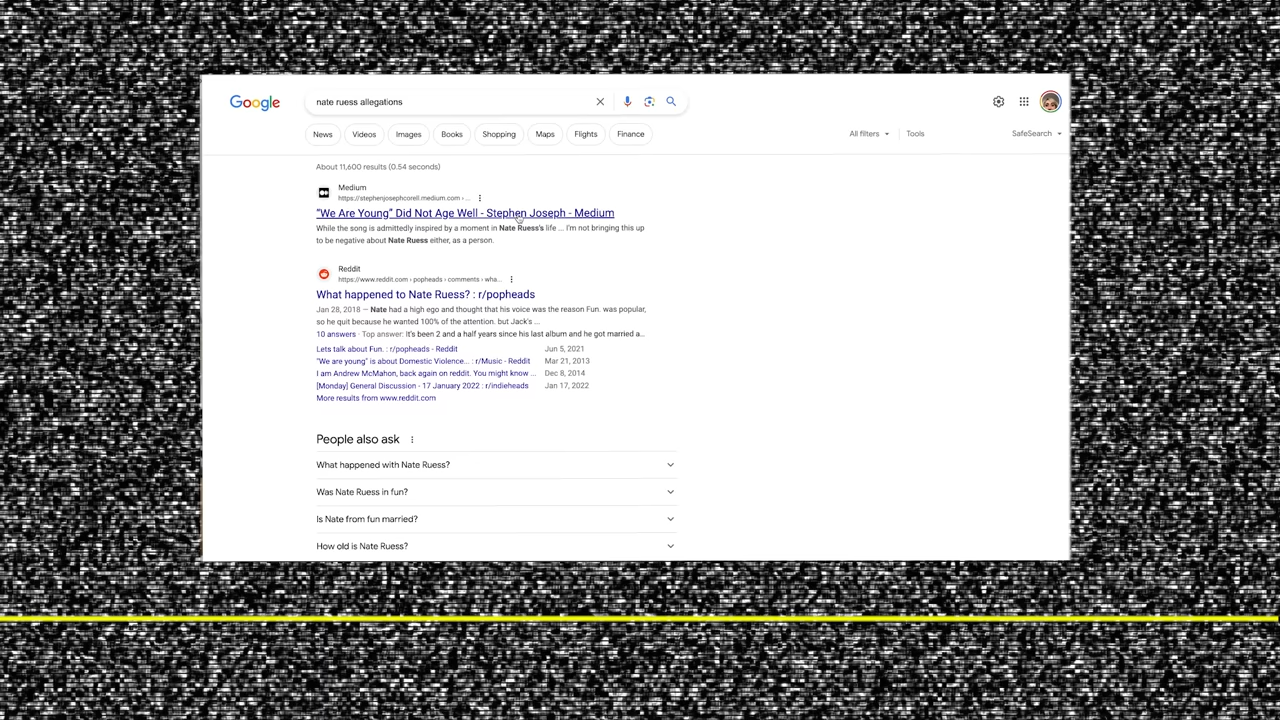 Google
nate ruess allegations
News Videos Images Books Shopping Maps Flights Finance
All filters Tools SafeSearch
About 11,600 results (0.54 seconds)
Medium
https://stephenjosephcorell.medium.com › ...
"We Are Young" Did Not Age Well - Stephen Joseph - Medium
While the song is admittedly inspired by a moment in Nate Ruess's life ... I'm not bringing this up
to be negative about Nate Ruess either, as a person.
Reddit
https://www.reddit.com › popheads › comments › wha...
What happened to Nate Ruess? : r/popheads
Jan 28, 2018 — Nate had a high ego and thought that his voice was the reason Fun. was popular,
so he quit because he wanted 100% of the attention. but Jack's ...
10 answers · Top answer: It's been 2 and a half years since his last album and he got married a...
Lets talk about Fun. : r/popheads - Reddit Jun 5, 2021
"We are young" is about Domestic Violence... : r/Music - Reddit Mar 21, 2013
I am Andrew McMahon, back again on reddit. You might know ... Dec 8, 2014
[Monday] General Discussion - 17 January 2022 : r/indieheads Jan 17, 2022
More results from www.reddit.com
People also ask
What happened with Nate Ruess?
Was Nate Ruess in fun?
Is Nate from fun married?
How old is Nate Ruess?